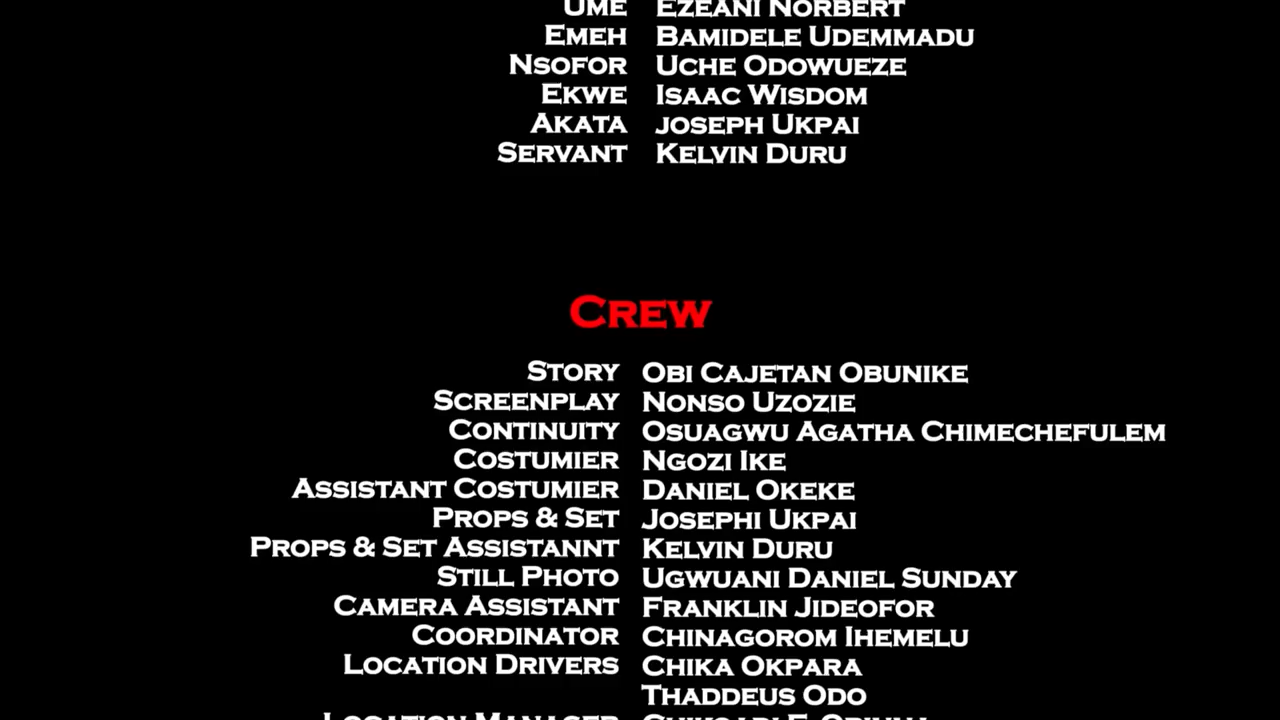 UME EZEANI NORBERT
EMEH BAMIDELE UDEMMADU
NSOFOR UCHE ODOWUEZE
EKWE ISAAC WISDOM
AKATA JOSEPH UKPAI
SERVANT KELVIN DURU
CREW
STORY OBI CAJETAN OBUNIKE
SCREENPLAY NONSO UZOZIE
CONTINUITY OSUAGWU AGATHA CHIMECHEFULEM
COSTUMIER NGOZI IKE
ASSISTANT COSTUMIER DANIEL OKEKE
PROPS & SET JOSEPHI UKPAI
PROPS & SET ASSISTANNT KELVIN DURU
STILL PHOTO UGWUANI DANIEL SUNDAY
CAMERA ASSISTANT FRANKLIN JIDEOFOR
COORDINATOR CHINAGOROM IHEMELU
LOCATION DRIVERS CHIKA OKPARA
THADDEUS ODO
LOCATION MANAGER